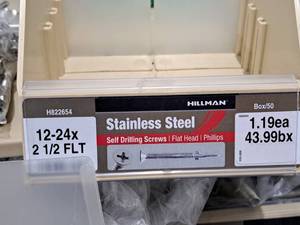 H822654
HILLMAN
Box/50
12-24x
2 1/2 FLT
Stainless Steel
Self Drilling Screws | Flat Head | Phillips
1.19ea
43.99bx